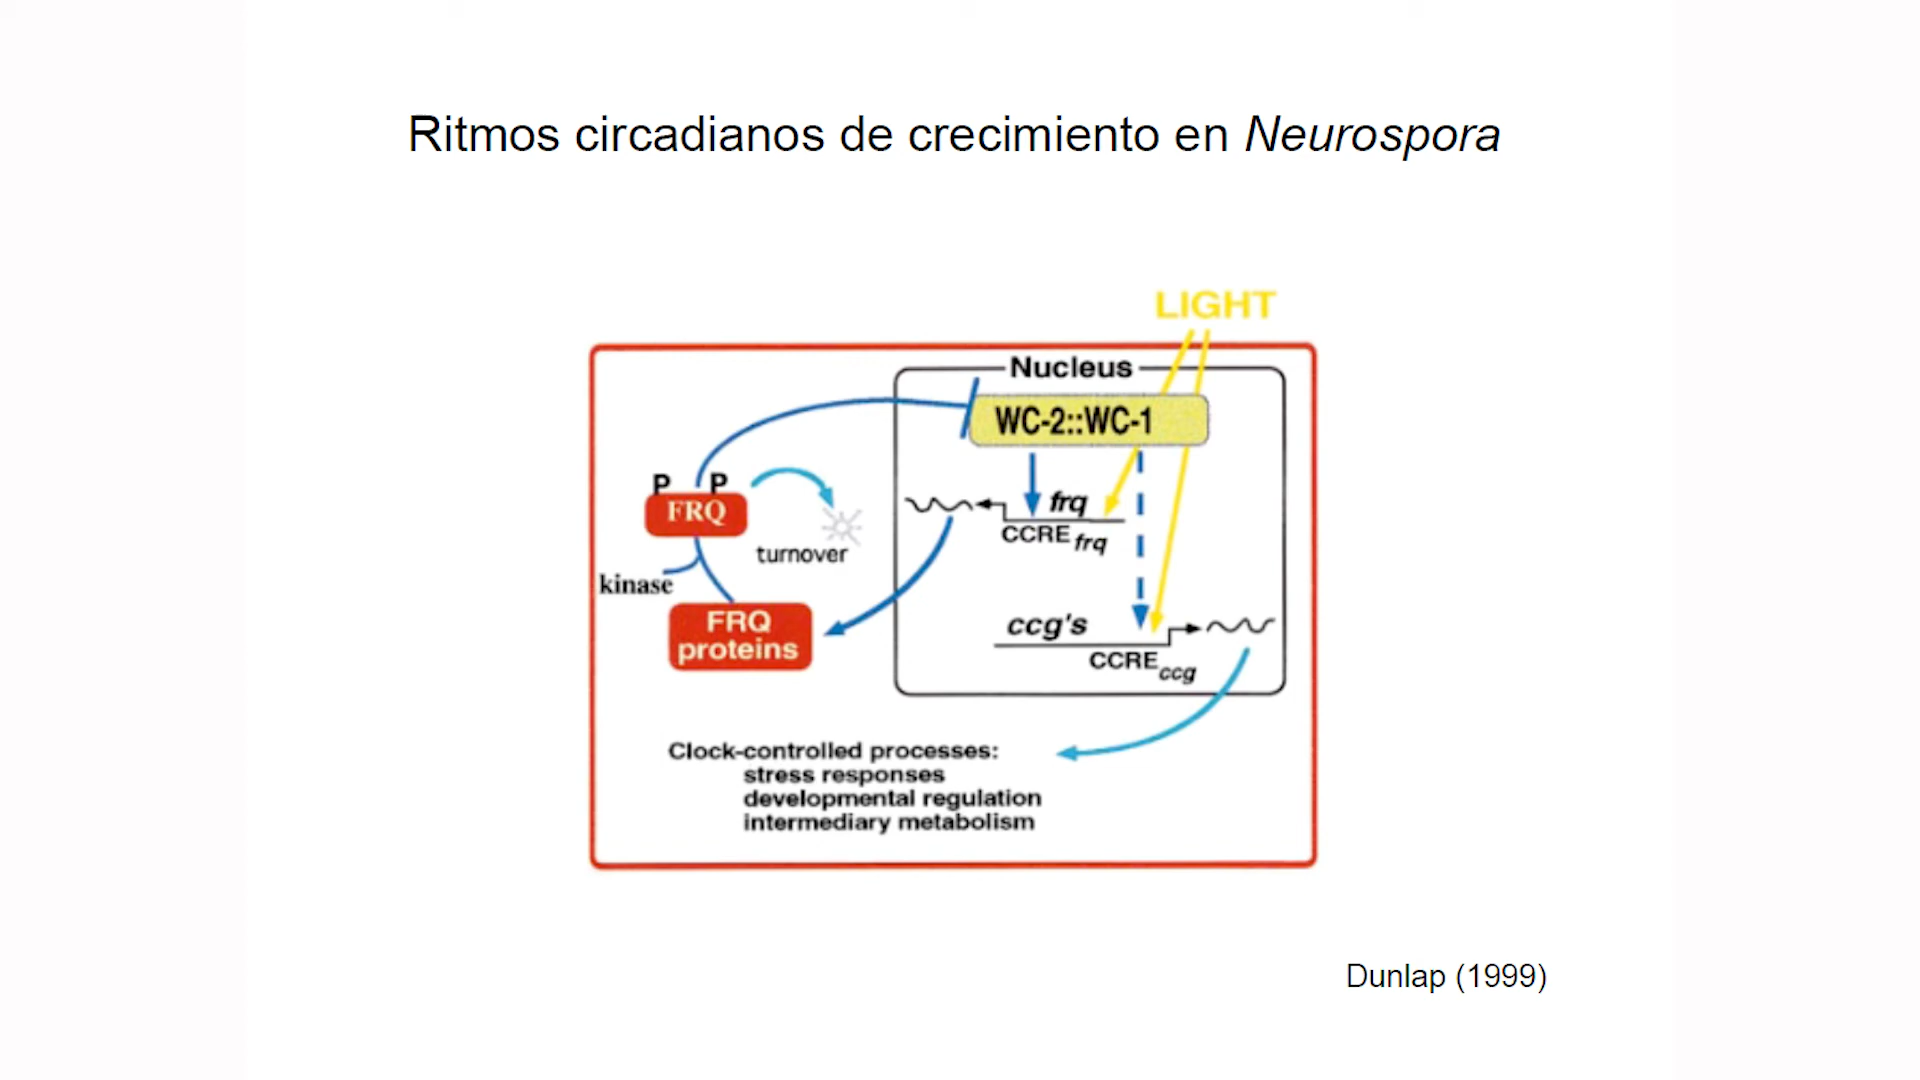 Ritmos circadianos de crecimiento en Neurospora
LIGHT
Nucleus
WC-2::WC-1
P P
FRQ
frq
CCRE frq
turnover
kinase
FRQ
proteins
ccg's
CCRE ccg
Clock-controlled processes:
stress responses
developmental regulation
intermediary metabolism
Dunlap (1999)